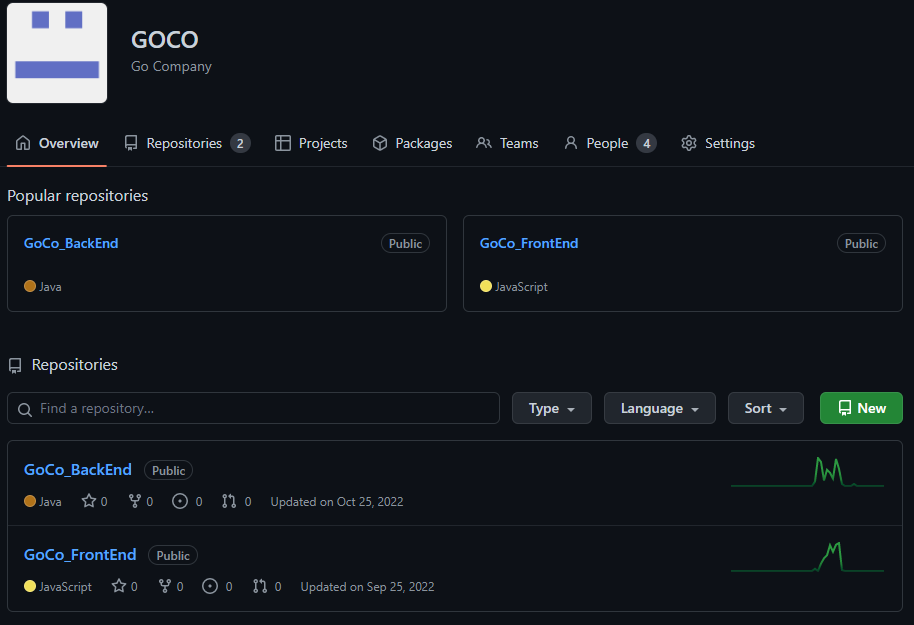 GOCO
Go Company
Overview Repositories 2 Projects Packages Teams People 4 Settings
Popular repositories
GoCo_BackEnd Public
Java
GoCo_FrontEnd Public
JavaScript
Repositories
Find a repository... Type Language Sort New
GoCo_BackEnd Public
Java 0 0 0 0 Updated on Oct 25, 2022
GoCo_FrontEnd Public
JavaScript 0 0 0 0 Updated on Sep 25, 2022